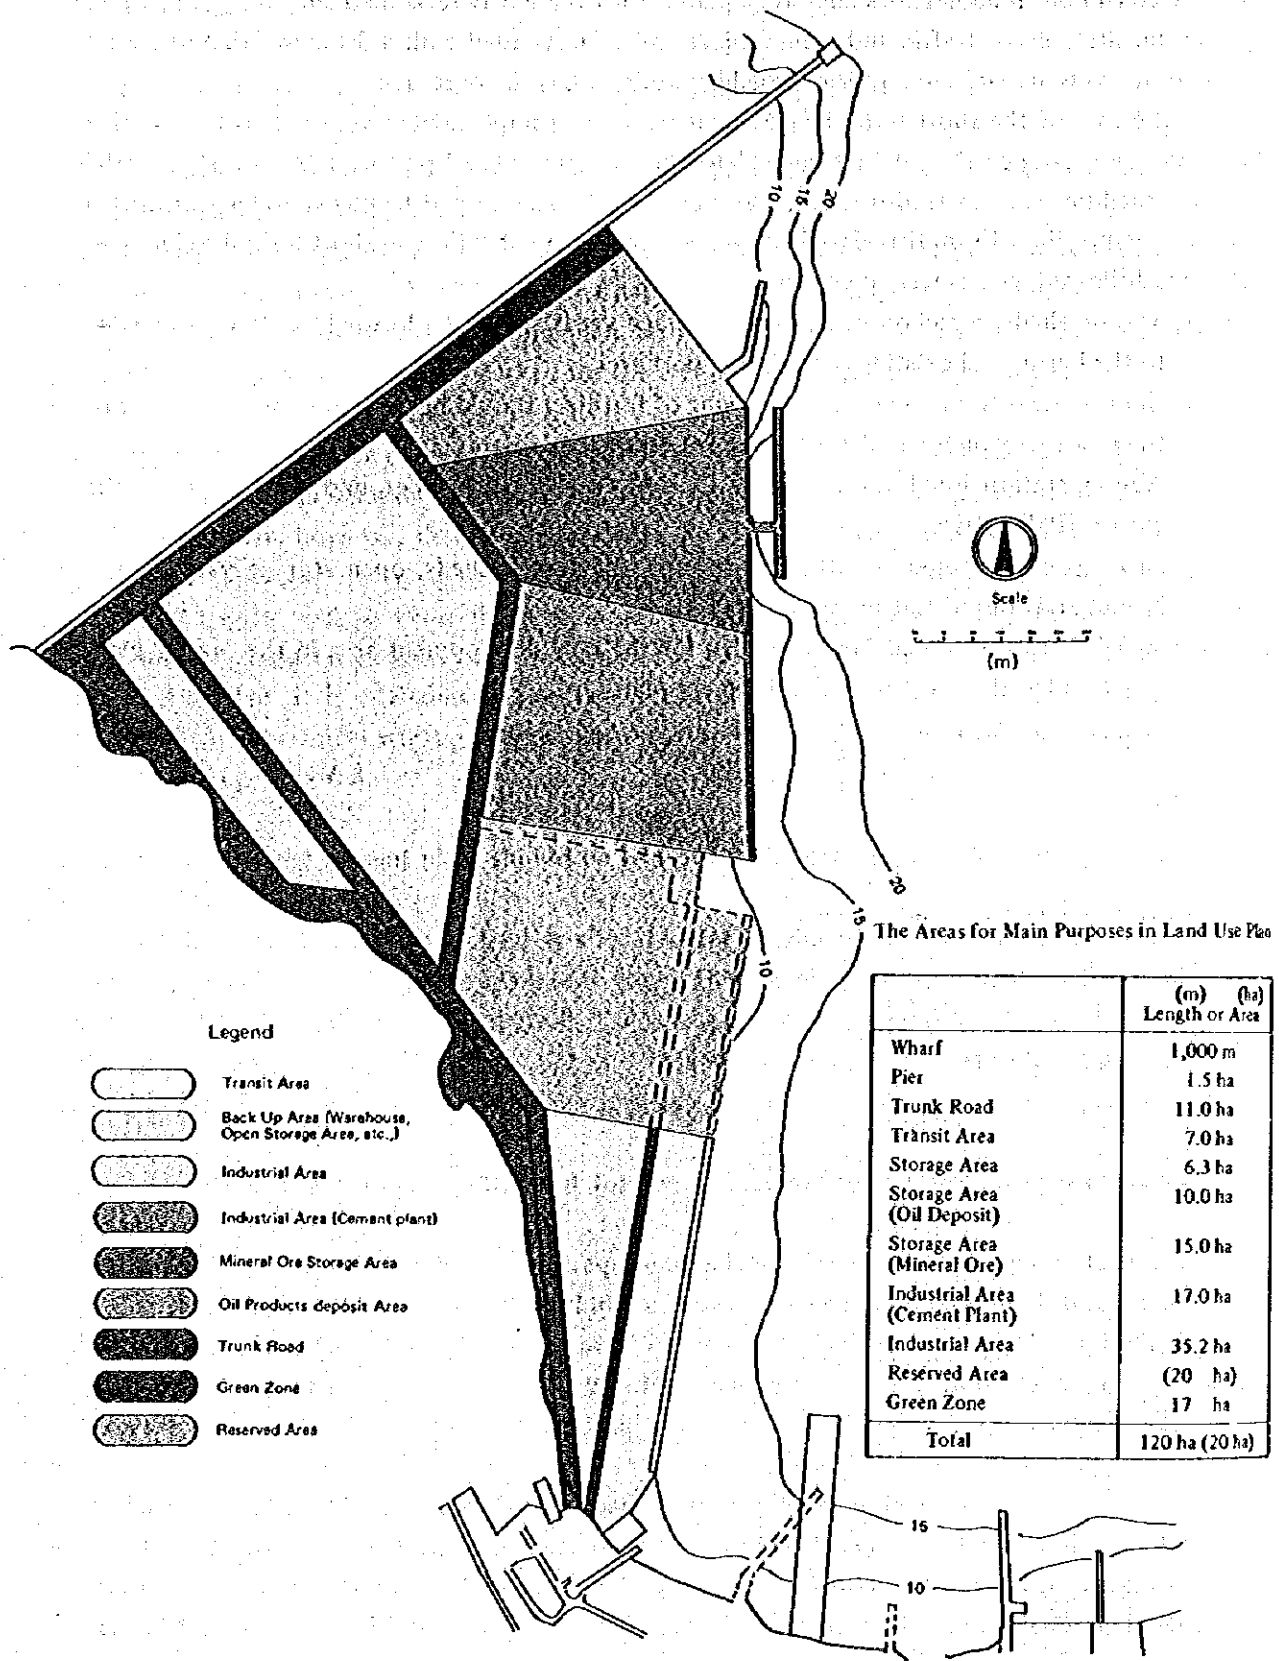 10
16
20
Scale
(m)
20
15
10
The Areas for Main Purposes in Land Use Plan
(m) (ha)
Length or Area
Wharf 1,000 m
Pier 1.5 ha
Trunk Road 11.0 ha
Transit Area 7.0 ha
Storage Area 6.3 ha
Storage Area 10.0 ha
(Oil Deposit)
Storage Area 15.0 ha
(Mineral Ore)
Industrial Area 17.0 ha
(Cement Plant)
Industrial Area 35.2 ha
Reserved Area (20 ha)
Green Zone 17 ha
Total 120 ha (20 ha)
Legend
Transit Area
Back Up Area (Warehouse,
Open Storage Area, etc.,)
Industrial Area
Industrial Area (Cement plant)
Mineral Ore Storage Area
Oil Products deposit Area
Trunk Road
Green Zone
Reserved Area
15
10